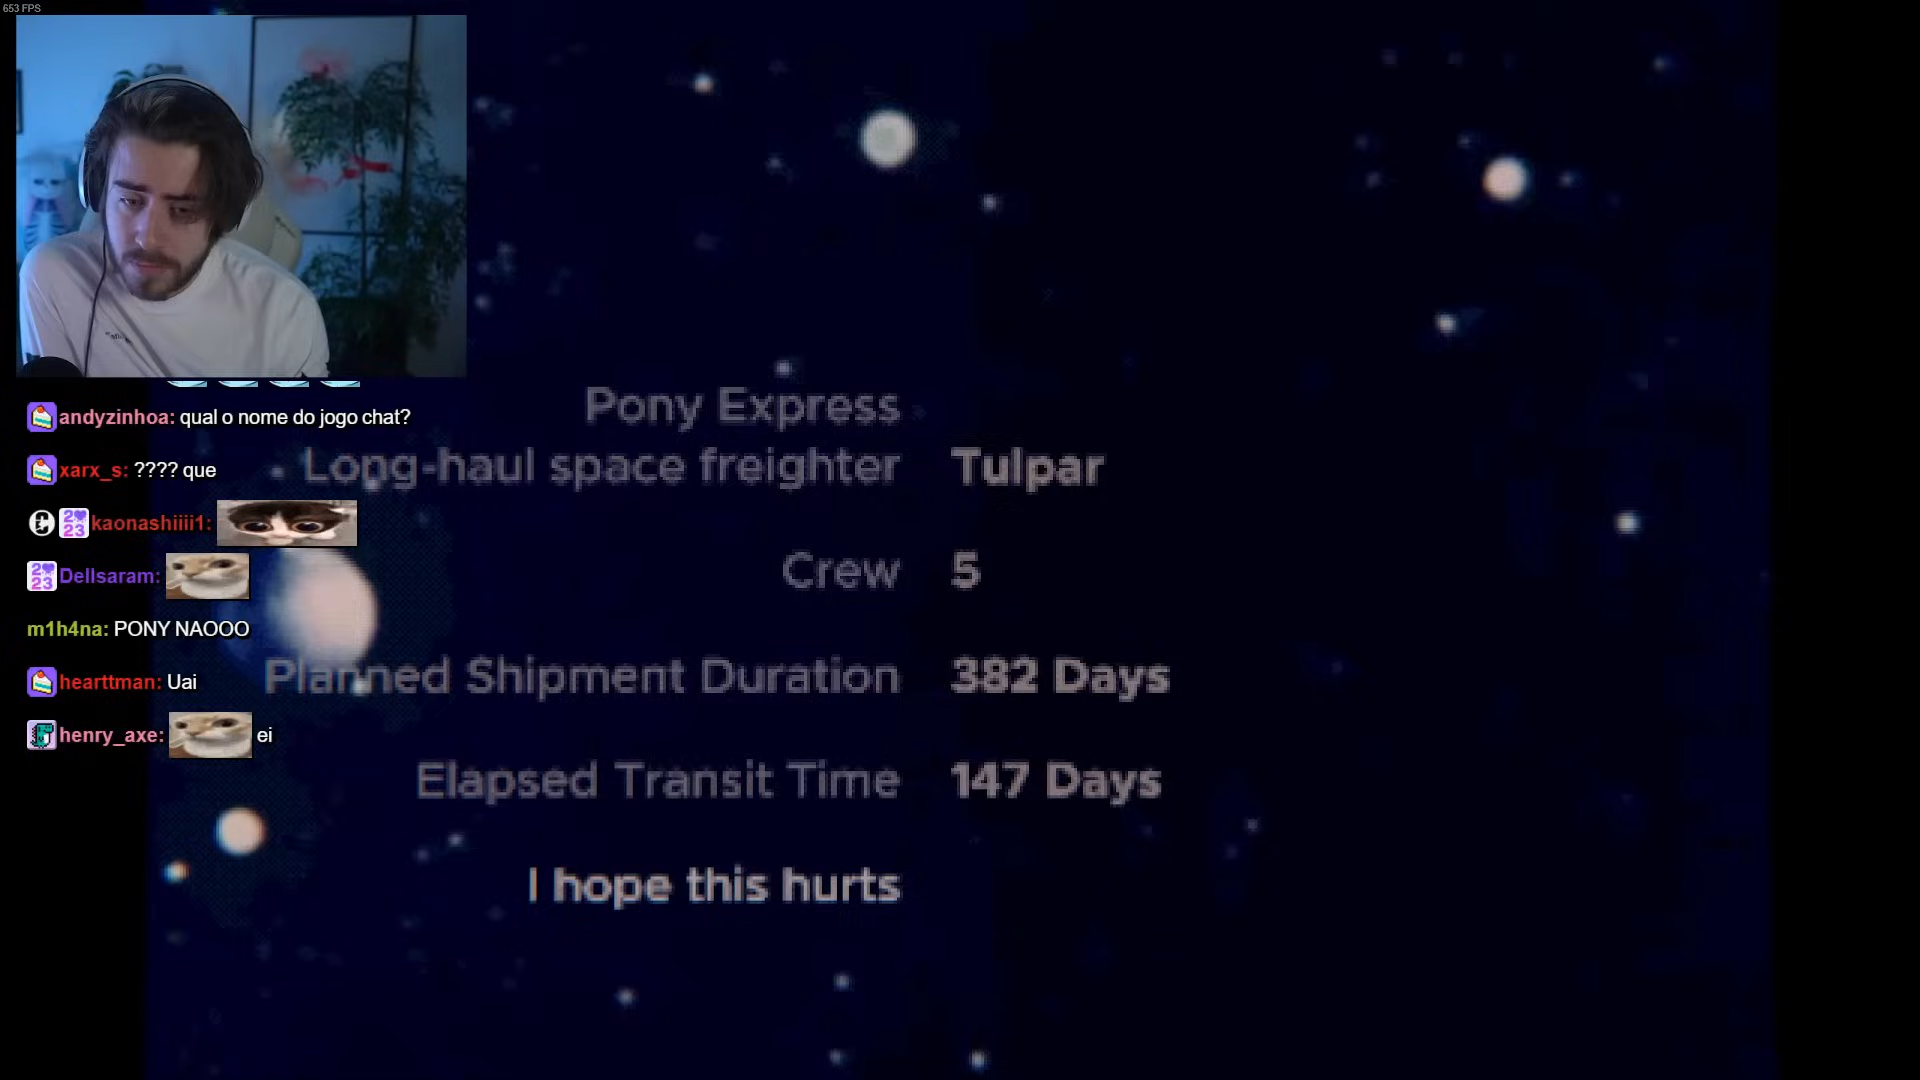 653 FPS
andyzinhoa: qual o nome do jogo chat?
xarx_s: ???? que
kaonashiiii1:
Dellsaram:
m1h4na: PONY NAOOO
hearttman: Uai
henry_axe: ei
Pony Express
Long-haul space freighter Tulpar
Crew 5
Planned Shipment Duration 382 Days
Elapsed Transit Time 147 Days
I hope this hurts